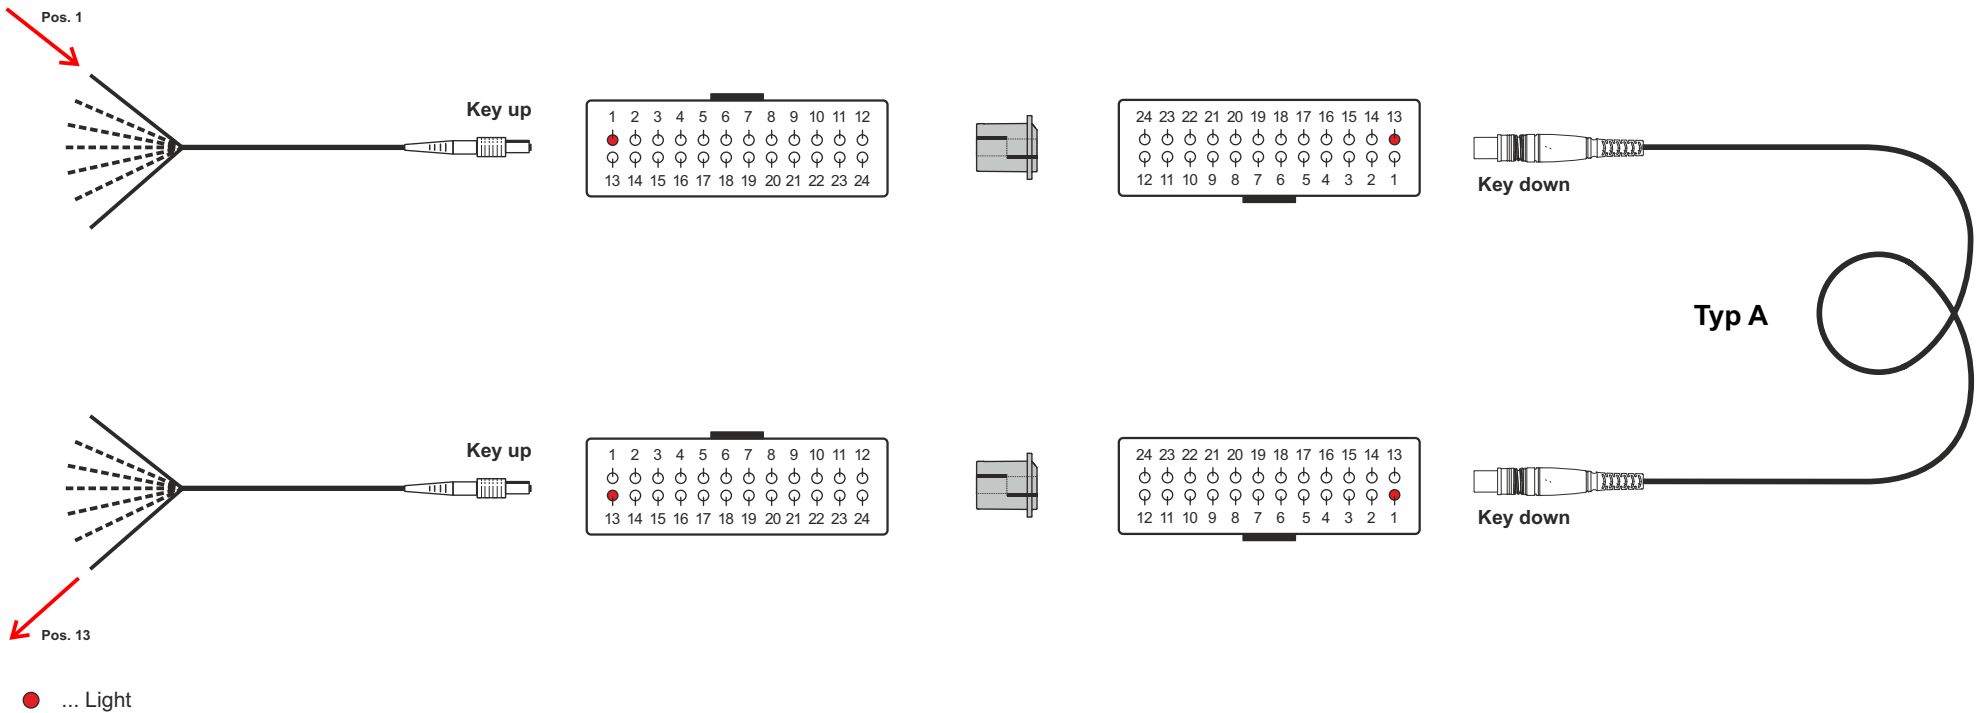 Pos. 1
Key up
1 2 3 4 5 6 7 8 9 10 11 12
13 14 15 16 17 18 19 20 21 22 23 24
24 23 22 21 20 19 18 17 16 15 14 13
12 11 10 9 8 7 6 5 4 3 2 1
Key down
Typ A
Key up
1 2 3 4 5 6 7 8 9 10 11 12
13 14 15 16 17 18 19 20 21 22 23 24
24 23 22 21 20 19 18 17 16 15 14 13
12 11 10 9 8 7 6 5 4 3 2 1
Key down
Pos. 13
... Light